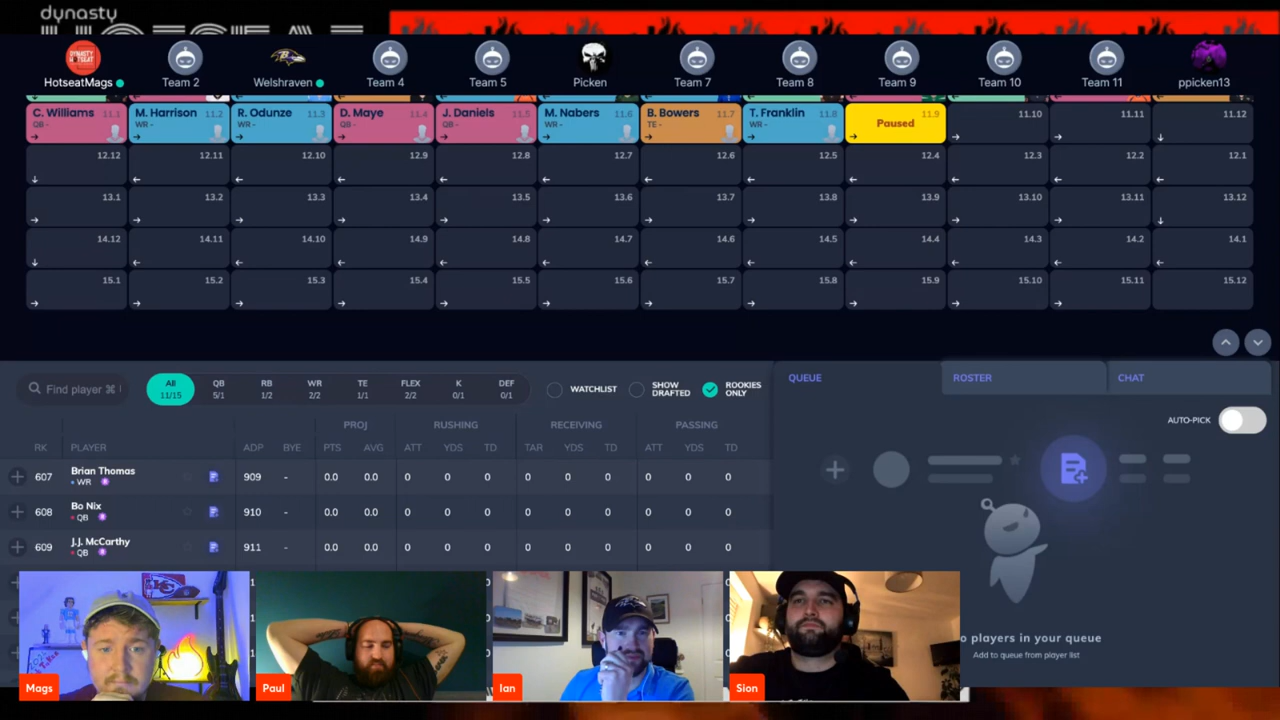 dynasty
DYNASTY HOTSEAT
HotseatMags
Team 2
Welshraven
Team 4
Team 5
Picken
Team 7
Team 8
Team 9
Team 10
Team 11
ppicken13
C. Williams 11.1 M. Harrison 11.2 R. Odunze 11.3 D. Maye 11.4 J. Daniels 11.5 M. Nabers 11.6 B. Bowers 11.7 T. Franklin 11.8 Paused 11.9 11.10 11.11 11.12
QB - WR - WR - QB - QB - WR - TE - WR -
12.12 12.11 12.10 12.9 12.8 12.7 12.6 12.5 12.4 12.3 12.2 12.1
13.1 13.2 13.3 13.4 13.5 13.6 13.7 13.8 13.9 13.10 13.11 13.12
14.12 14.11 14.10 14.9 14.8 14.7 14.6 14.5 14.4 14.3 14.2 14.1
15.1 15.2 15.3 15.4 15.5 15.6 15.7 15.8 15.9 15.10 15.11 15.12
Find player ⌘
All 11/15
QB 5/1
RB 1/2
WR 2/2
TE 1/1
FLEX 2/2
K 0/1
DEF 0/1
WATCHLIST
SHOW DRAFTED
ROOKIES ONLY
QUEUE
ROSTER
CHAT
AUTO-PICK
PROJ RUSHING RECEIVING PASSING
RK PLAYER ADP BYE PTS AVG ATT YDS TD TAR YDS TD ATT YDS TD
607 Brian Thomas WR R 909 - 0.0 0.0 0 0 0 0 0 0 0 0 0
608 Bo Nix QB R 910 - 0.0 0.0 0 0 0 0 0 0 0 0 0
609 J.J. McCarthy QB R 911 - 0.0 0.0 0 0 0 0 0 0 0 0 0
o players in your queue
Add to queue from player list
Mags
Paul
Ian
Sion